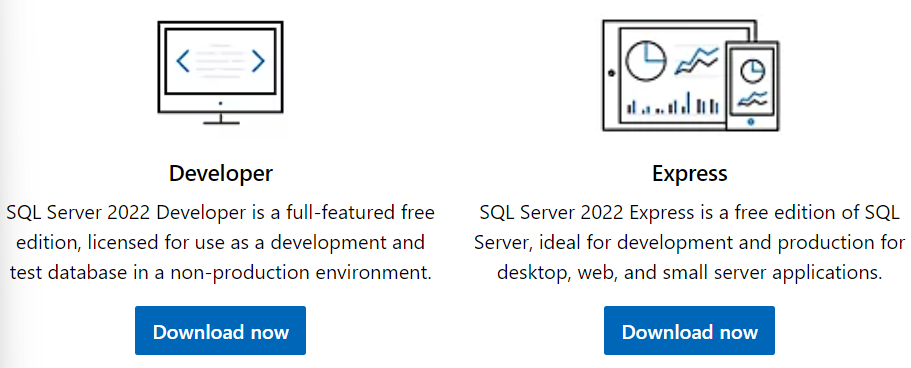 Developer
SQL Server 2022 Developer is a full-featured free
edition, licensed for use as a development and
test database in a non-production environment.
Download now
Express
SQL Server 2022 Express is a free edition of SQL
Server, ideal for development and production for
desktop, web, and small server applications.
Download now